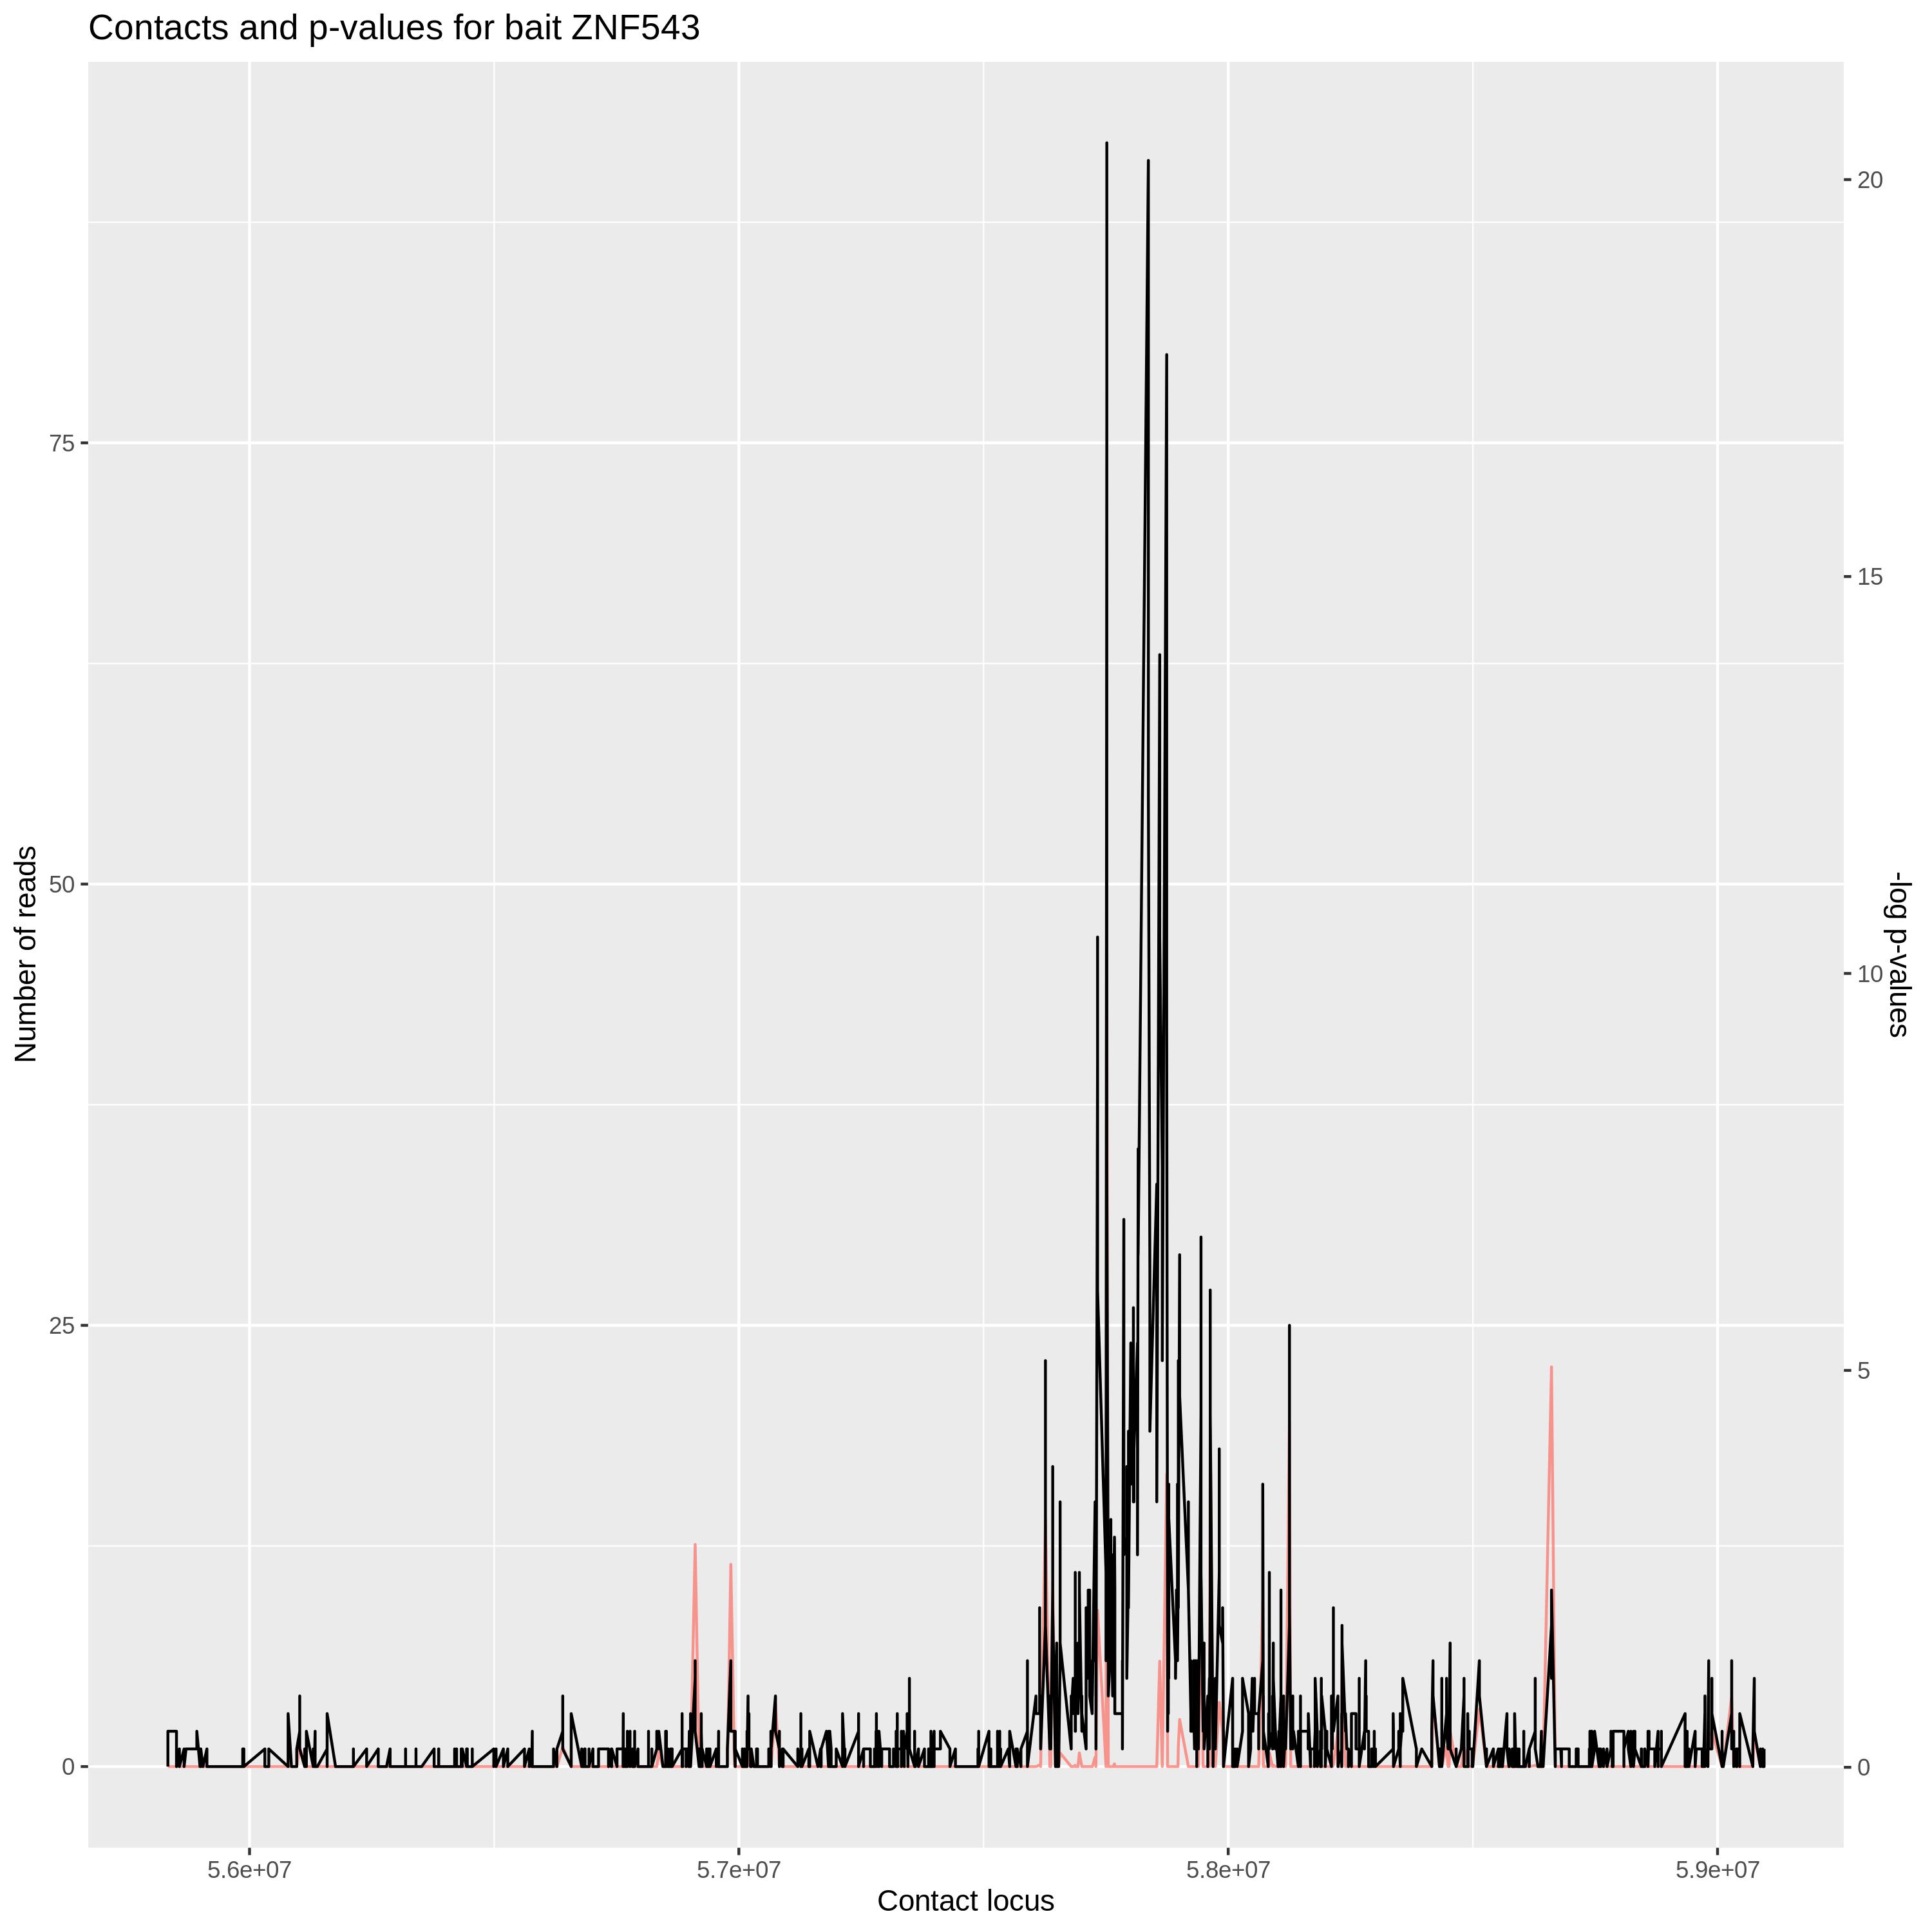 Contacts and p-values for bait ZNF543
75
50
25
0
Number of reads
20
15
10
5
0
-log p-values
5.6e+07
5.7e+07
5.8e+07
5.9e+07
Contact locus